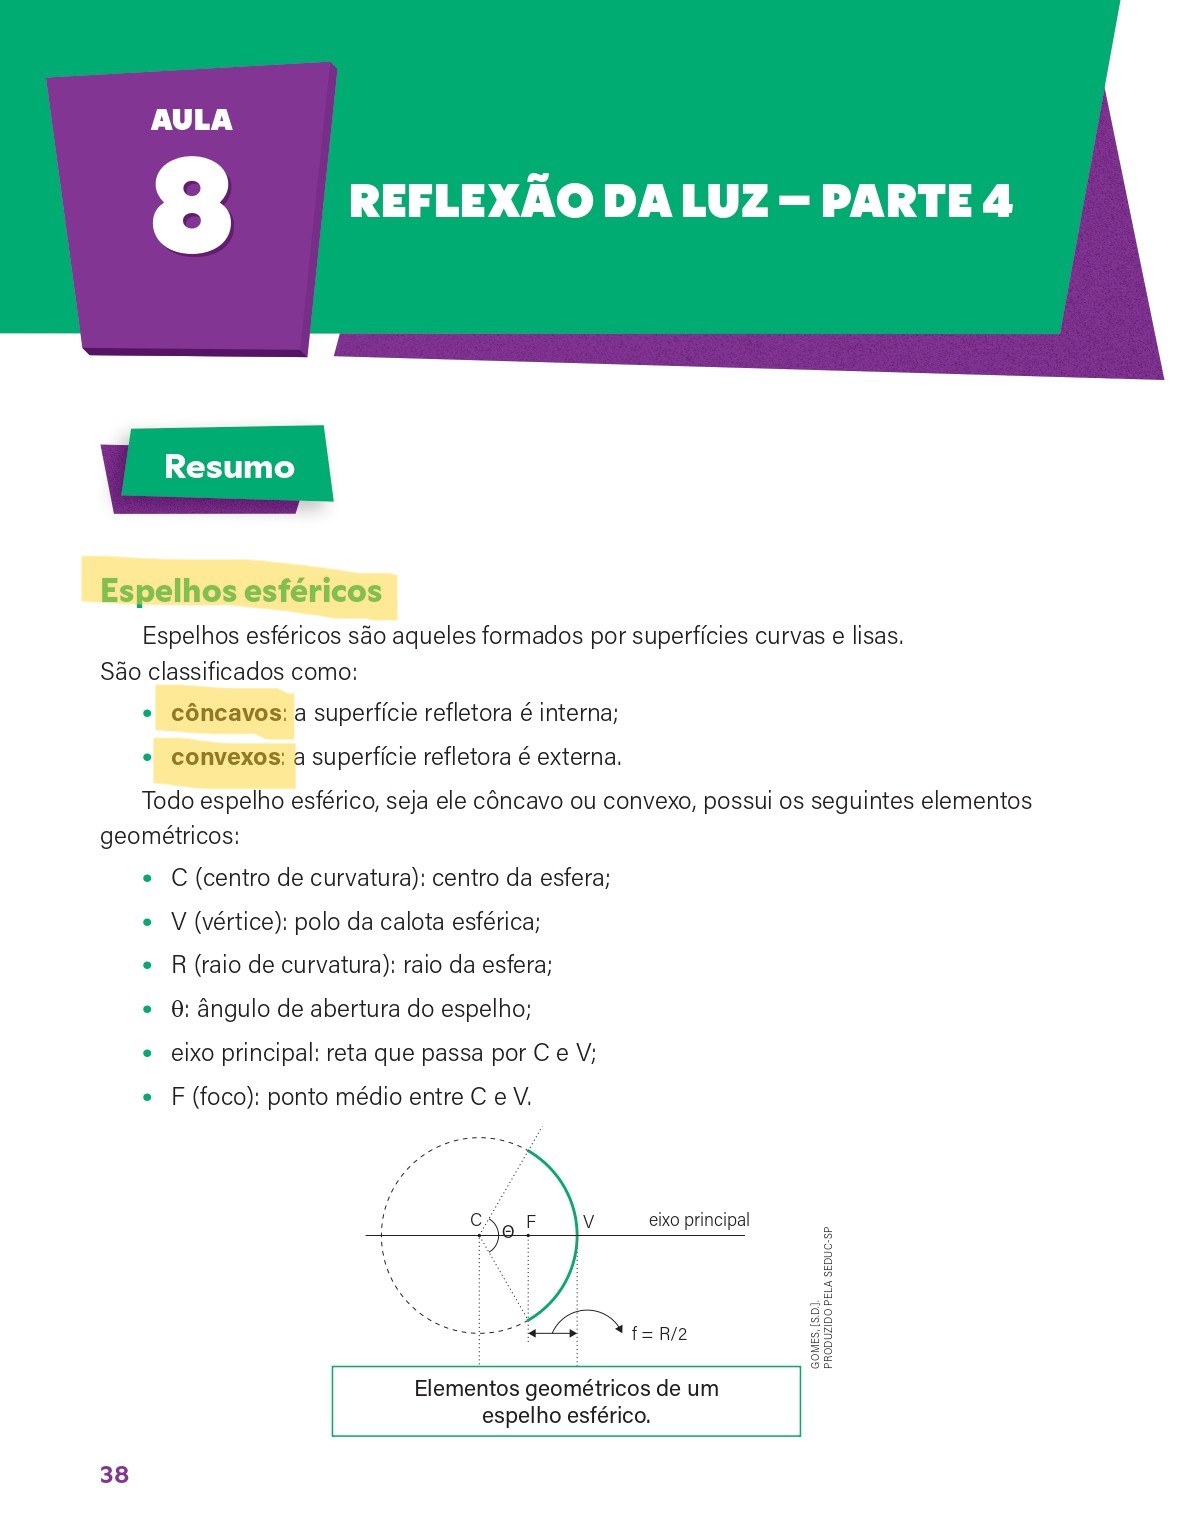 AULA
8
REFLEXÃO DA LUZ – PARTE 4
Resumo
Espelhos esféricos
Espelhos esféricos são aqueles formados por superfícies curvas e lisas.
São classificados como:
• côncavos: a superfície refletora é interna;
• convexos: a superfície refletora é externa.
Todo espelho esférico, seja ele côncavo ou convexo, possui os seguintes elementos
geométricos:
• C (centro de curvatura): centro da esfera;
• V (vértice): polo da calota esférica;
• R (raio de curvatura): raio da esfera;
• θ: ângulo de abertura do espelho;
• eixo principal: reta que passa por C e V;
• F (foco): ponto médio entre C e V.
C
Θ
F
V
eixo principal
f = R/2
GOMES, [S.D.].
PRODUZIDO PELA SEDUC-SP
Elementos geométricos de um
espelho esférico.
38